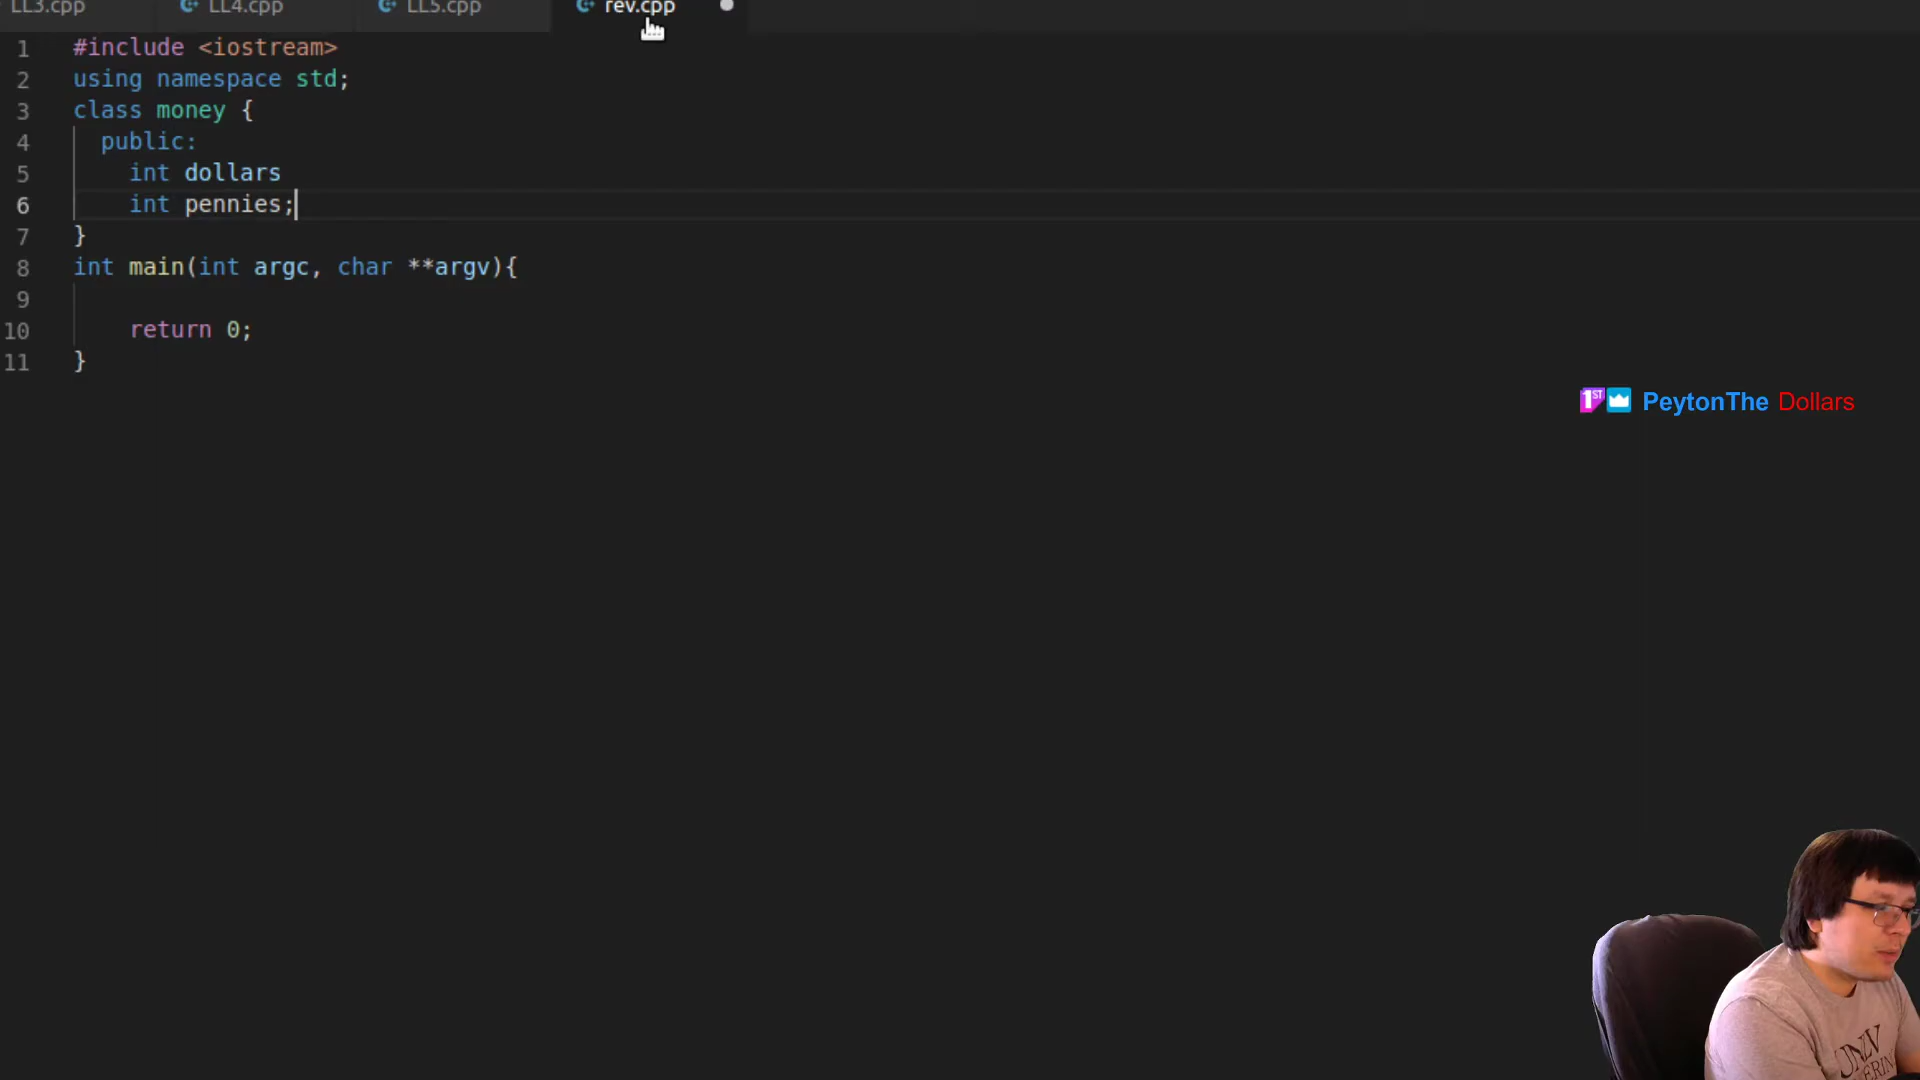 LL3.cpp LL4.cpp LL5.cpp rev.cpp
1 #include <iostream>
2 using namespace std;
3 class money {
4 public:
5 int dollars
6 int pennies;
7 }
8 int main(int argc, char **argv){
9
10 return 0;
11 }
1ST PeytonThe Dollars
UNLV